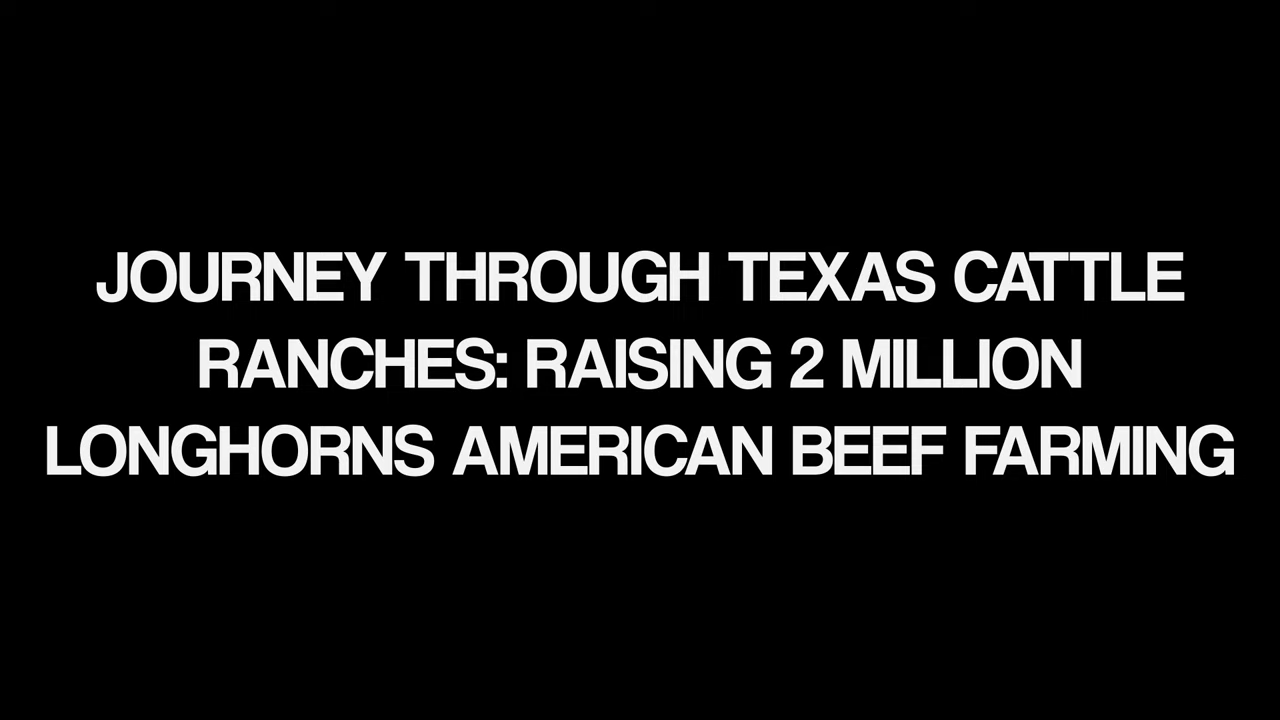 JOURNEY THROUGH TEXAS CATTLE
RANCHES: RAISING 2 MILLION
LONGHORNS AMERICAN BEEF FARMING